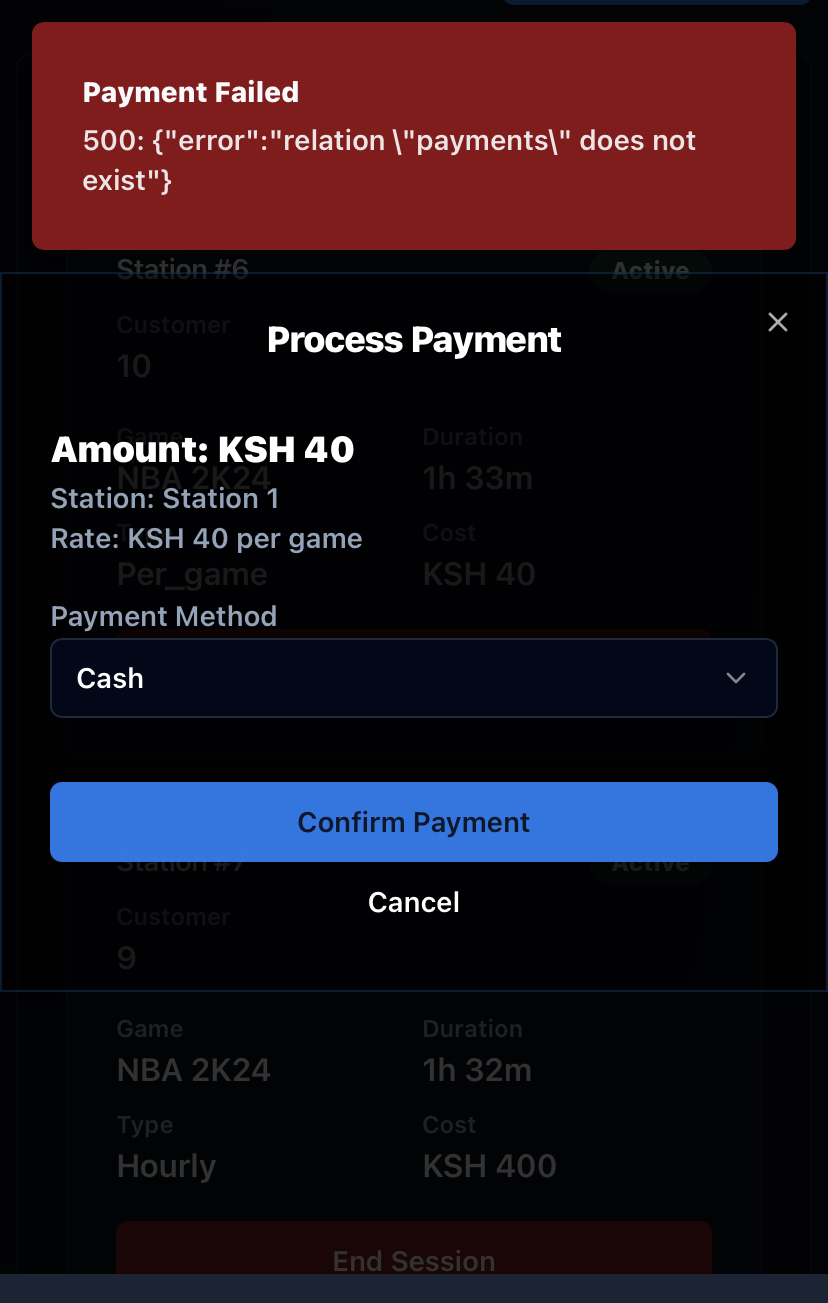 Payment Failed
500: {"error":"relation \"payments\" does not
exist"}
Station #6
Active
Customer
Process Payment
10
Game
Duration
Amount: KSH 40
NBA 2K24
1h 33m
Station: Station 1
Cost
Rate: KSH 40 per game
Per_game
KSH 40
Payment Method
Cash
Confirm Payment
Station #7
Active
Cancel
Customer
9
Game
Duration
NBA 2K24
1h 32m
Type
Cost
Hourly
KSH 400
End Session